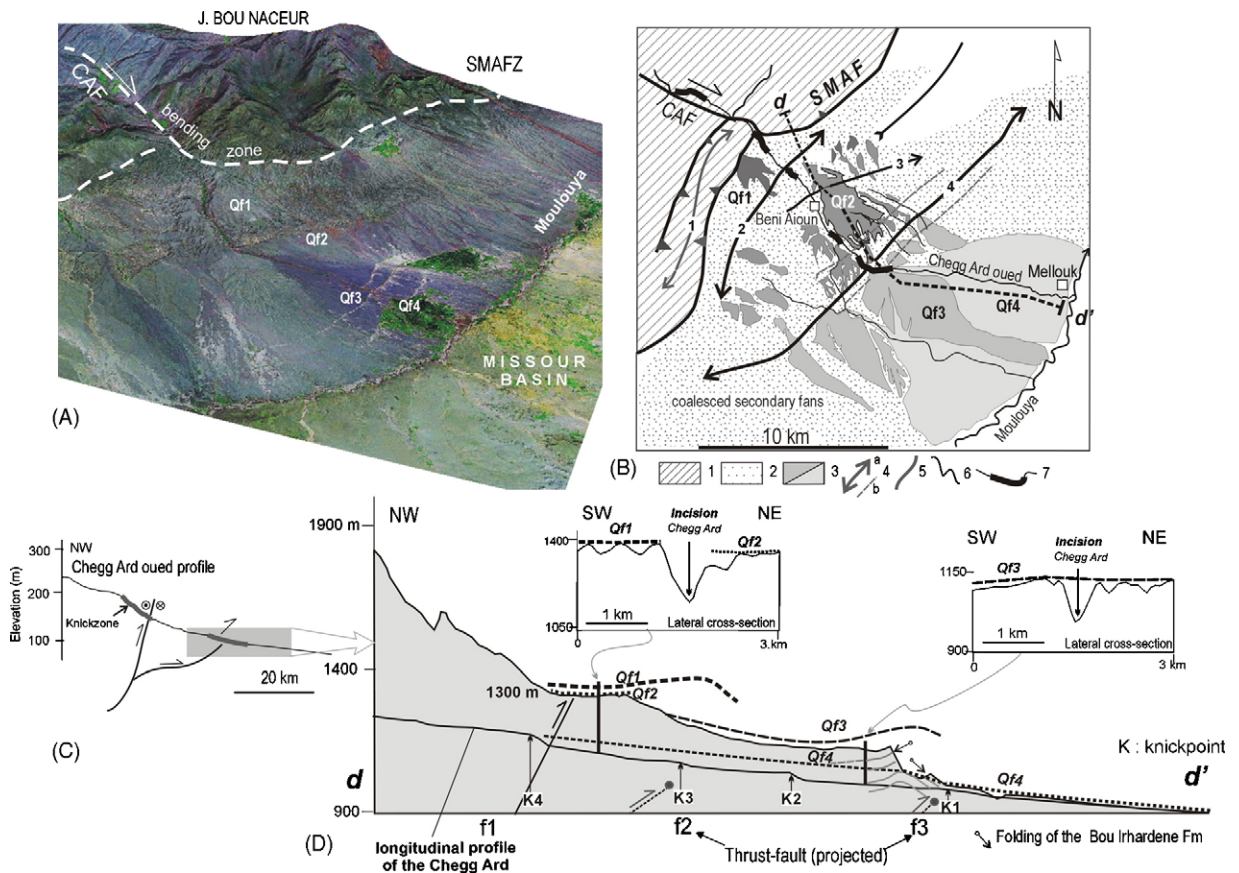 J. BOU NACEUR
SMAFZ
CAF
bending
zone
Qf1
Qf2
Qf3
Qf4
Moulouya
MISSOUR
BASIN
(A)
CAF
SMAF
d
N
1
2
3
4
Qf1
Qf2
Beni Aioun
Chegg Ard oued
Mellouk
Qf3
Qf4
d'
coalesced secondary fans
Moulouya
10 km
(B)
1
2
3
a
b
4
5
6
7
NW
Chegg Ard oued profile
Elevation (m)
300
200
100
Knickzone
20 km
(C)
1900 m
NW
1400
1300 m
900
d
SW
Incision
NE
Qf1
Chegg Ard
Qf2
1400
1050
1 km
Lateral cross-section
0
3 km
SW
Incision
NE
Qf3
Chegg Ard
1150
900
1 km
Lateral cross-section
0
3 km
Qf1
Qf2
Qf3
Qf4
Qf4
K : knickpoint
d'
K4
K3
K2
K1
f1
f2
f3
longitudinal profile
of the Chegg Ard
Thrust-fault (projected)
Folding of the Bou Irhardene Fm
(D)